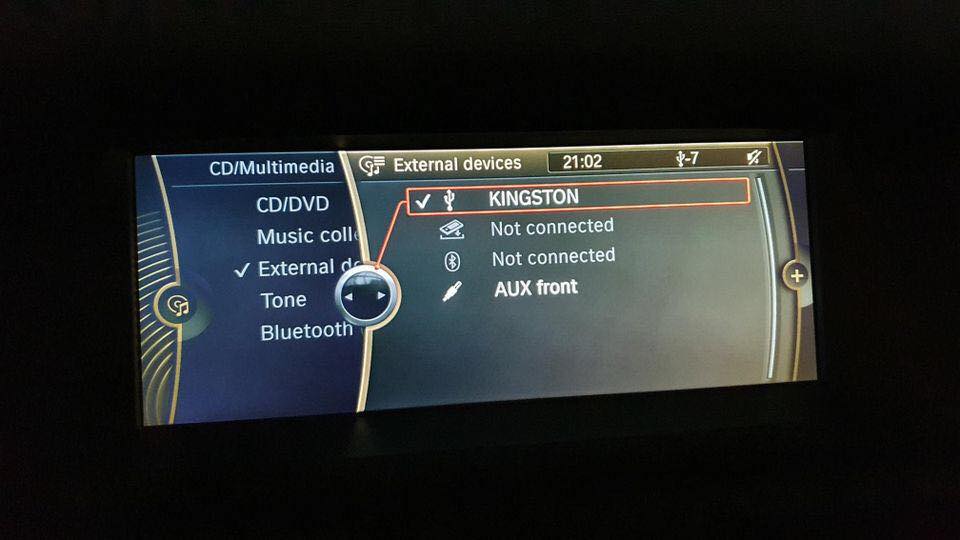 CD/Multimedia
External devices
21:02
-7
CD/DVD
Music coll
External de
Tone
Bluetooth
KINGSTON
Not connected
Not connected
AUX front